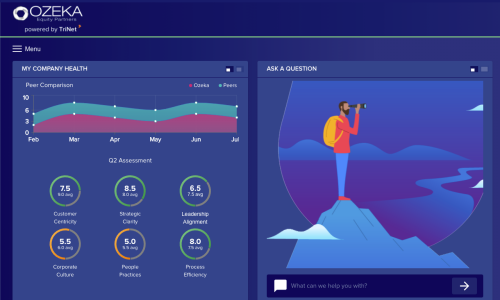 OZEKA
Equity Partners
powered by TriNet
Menu
MY COMPANY HEALTH
Peer Comparison
Ozeka
Peers
10
6
3
0
Feb Mar Apr May Jun Jul
Q2 Assessment
7.5
9.0 avg
Customer
Centricity
8.5
8.0 avg
Strategic
Clarity
6.5
7.5 avg
Leadership
Alignment
5.5
6.0 avg
Corporate
Culture
5.0
5.5 avg
People
Practices
8.0
7.5 avg
Process
Efficiency
ASK A QUESTION
What can we help you with?